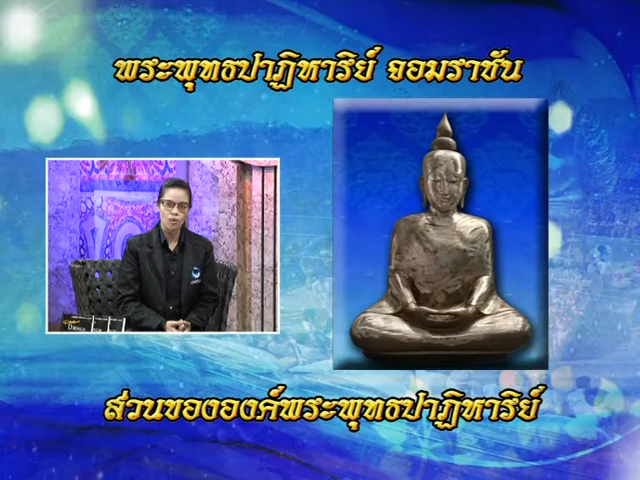 พระพุทธปาฏิหาริย์ จอมราชัน
ส่วนขององค์พระพุทธปาฏิหาริย์